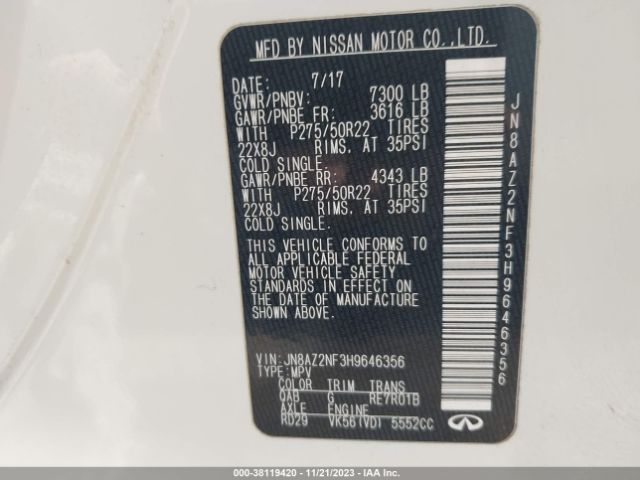 MFD BY NISSAN MOTOR CO.,LTD.
DATE: 7/17
GVWR/PNBV: 7300 LB
GAWR/PNBE FR: 3616 LB
WITH P275/50R22 TIRES
22X8J RIMS, AT 35PSI
COLD SINGLE.
GAWR/PNBE RR: 4343 LB
WITH P275/50R22 TIRES
22X8J RIMS, AT 35PSI
COLD SINGLE.
THIS VEHICLE CONFORMS TO
ALL APPLICABLE FEDERAL
MOTOR VEHICLE SAFETY
STANDARDS IN EFFECT ON
THE DATE OF MANUFACTURE
SHOWN ABOVE.
VIN:JN8AZ2NF3H9646356
TYPE:MPV
COLOR TRIM TRANS
QAB G RE7R01B
AXLE ENGINE
RD29 VK56(VD) 5552CC
JN8AZ2NF3H9646356
INFINITI
000-38119420 - 11/21/2023 - IAA Inc.